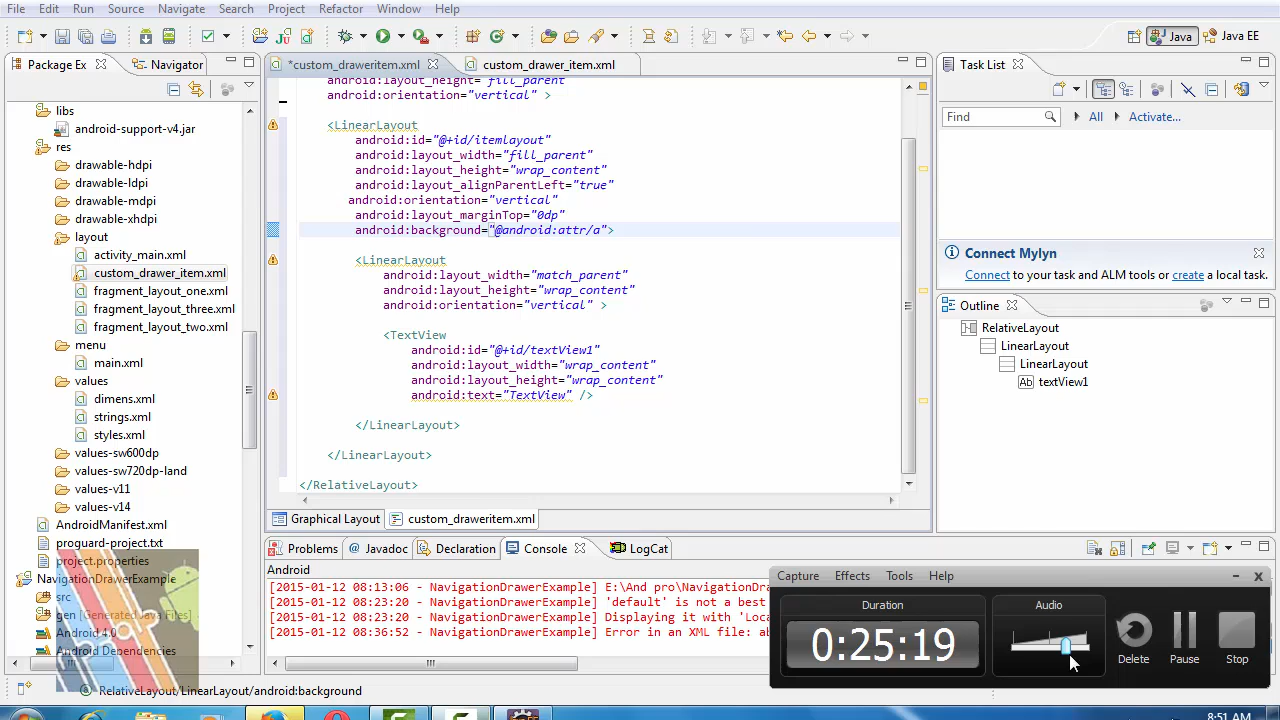 File Edit Run Source Navigate Search Project Refactor Window Help
Java Java EE
Package Ex Navigator
*custom_draweritem.xml custom_drawer_item.xml
Task List
libs
android-support-v4.jar
res
drawable-hdpi
drawable-ldpi
drawable-mdpi
drawable-xhdpi
layout
activity_main.xml
custom_drawer_item.xml
fragment_layout_one.xml
fragment_layout_three.xml
fragment_layout_two.xml
menu
main.xml
values
dimens.xml
strings.xml
styles.xml
values-sw600dp
values-sw720dp-land
values-v11
values-v14
AndroidManifest.xml
proguard-project.txt
project.properties
NavigationDrawerExample
src
gen [Generated Java Files]
Android 4.0
Android Dependencies
android:layout_height="fill_parent"
android:orientation="vertical" >
<LinearLayout
android:id="@+id/itemlayout"
android:layout_width="fill_parent"
android:layout_height="wrap_content"
android:layout_alignParentLeft="true"
android:orientation="vertical"
android:layout_marginTop="0dp"
android:background="@android:attr/a">
<LinearLayout
android:layout_width="match_parent"
android:layout_height="wrap_content"
android:orientation="vertical" >
<TextView
android:id="@+id/textView1"
android:layout_width="wrap_content"
android:layout_height="wrap_content"
android:text="TextView" />
</LinearLayout>
</LinearLayout>
</RelativeLayout>
Graphical Layout custom_draweritem.xml
Find All Activate...
Connect Mylyn
Connect to your task and ALM tools or create a local task.
Outline
RelativeLayout
LinearLayout
LinearLayout
Ab textView1
Problems Javadoc Declaration Console LogCat
Android
[2015-01-12 08:13:06 - NavigationDrawerExample] E:\And pro\NavigationDraw
[2015-01-12 08:23:20 - NavigationDrawerExample] 'default' is not a best
[2015-01-12 08:23:20 - NavigationDrawerExample] Displaying it with 'Loca
[2015-01-12 08:36:52 - NavigationDrawerExample] Error in an XML file: ab
Capture Effects Tools Help
Duration
0:25:19
Audio
Delete Pause Stop
RelativeLayout/LinearLayout/android:background
8:51 AM